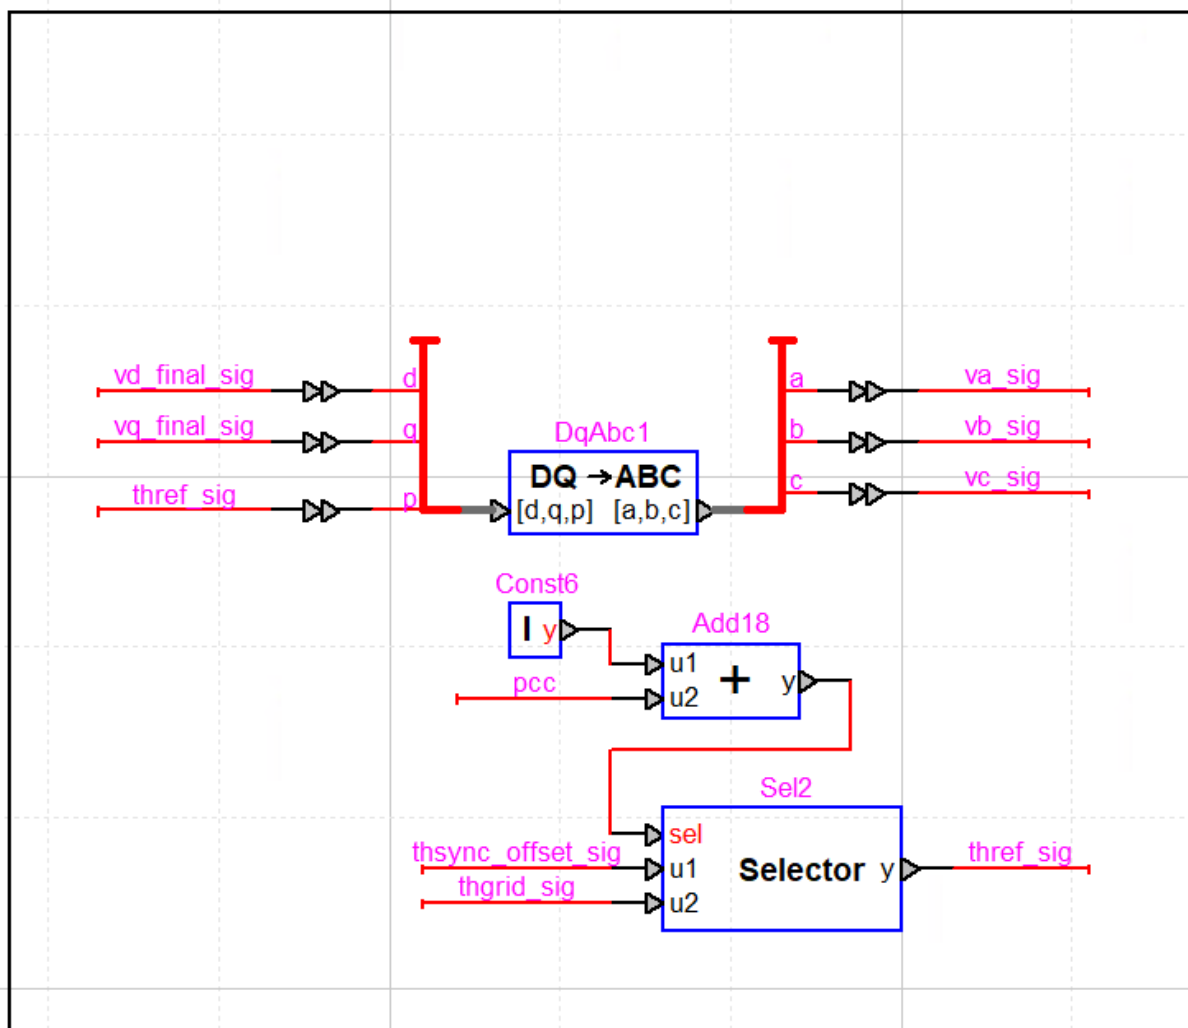 vd_final_sig d a va_sig
vq_final_sig q DqAbc1 b vb_sig
thref_sig p DQ → ABC c vc_sig
[d,q,p] [a,b,c]
Const6
I y Add18
u1
pcc + y
u2
Sel2
sel
thsync_offset_sig u1 Selector y thref_sig
thgrid_sig u2